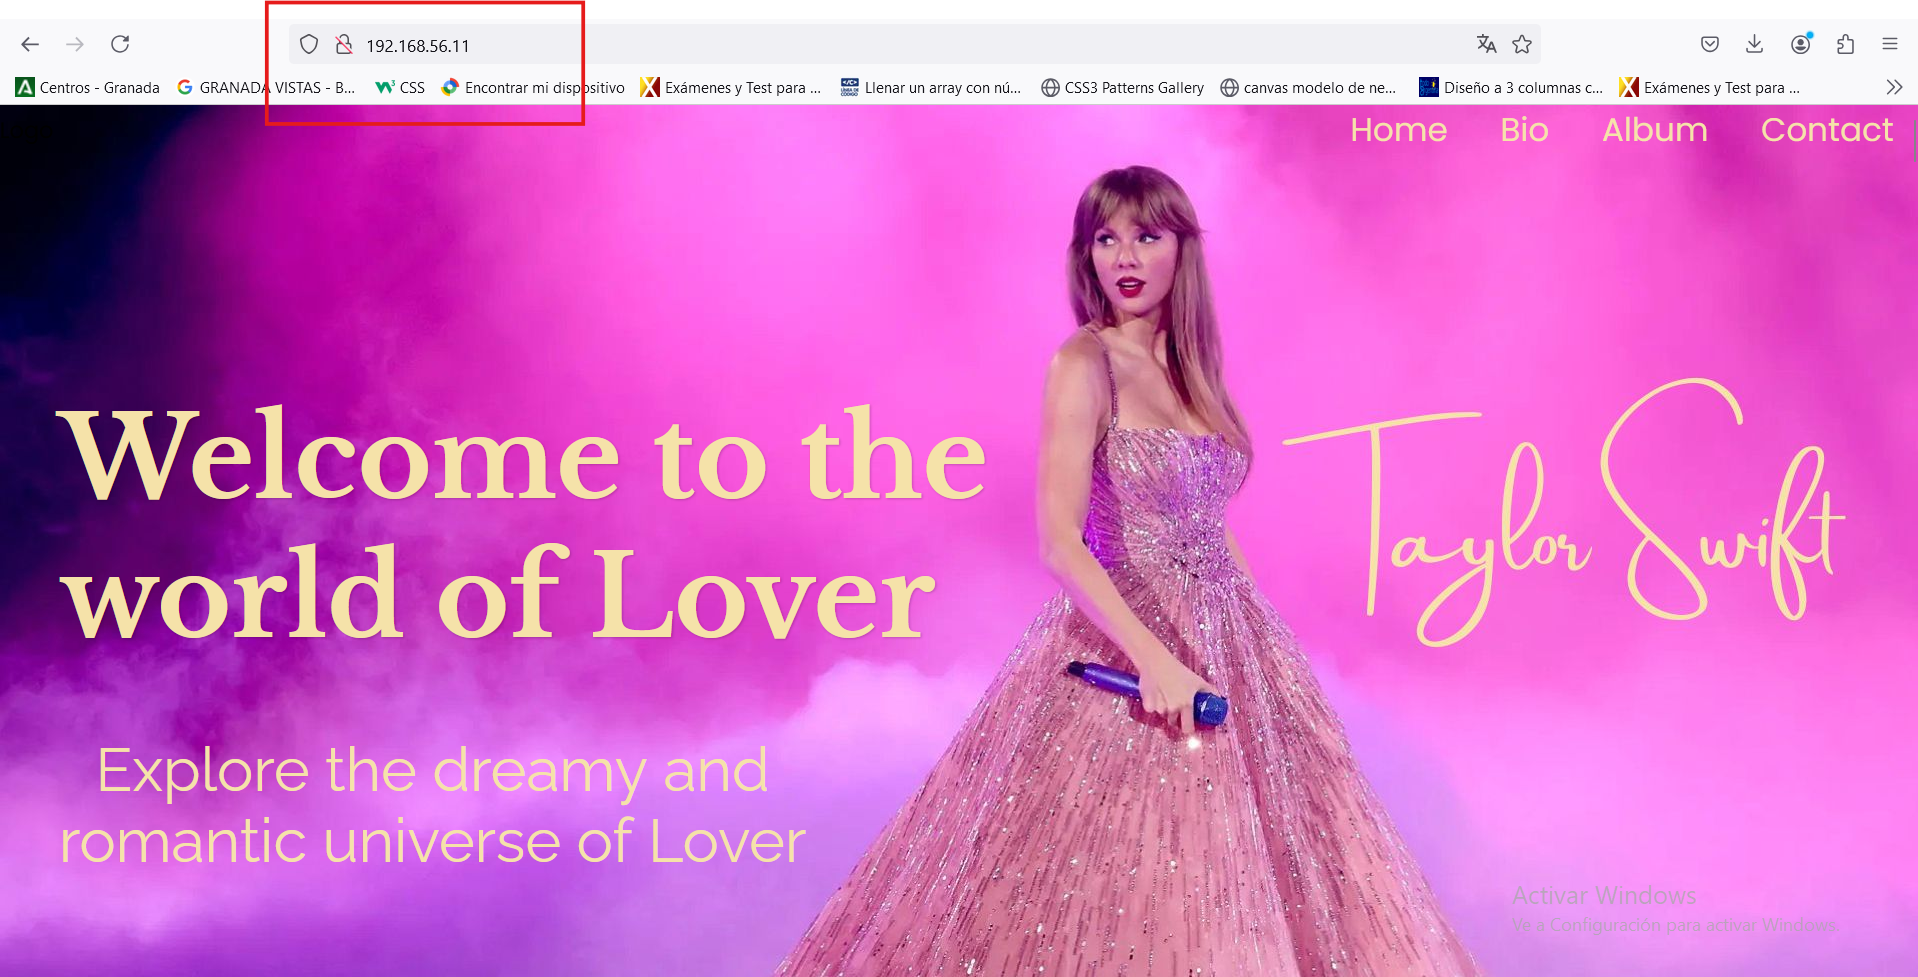 192.168.56.11
Centros - Granada
GRANADA VISTAS - B...
CSS
Encontrar mi dispositivo
Exámenes y Test para ...
Llenar un array con nú...
CSS3 Patterns Gallery
canvas modelo de ne...
Diseño a 3 columnas c...
Exámenes y Test para ...
Home Bio Album Contact
Welcome to the
world of Lover
Taylor Swift
Explore the dreamy and
romantic universe of Lover
Activar Windows
Ve a Configuración para activar Windows.